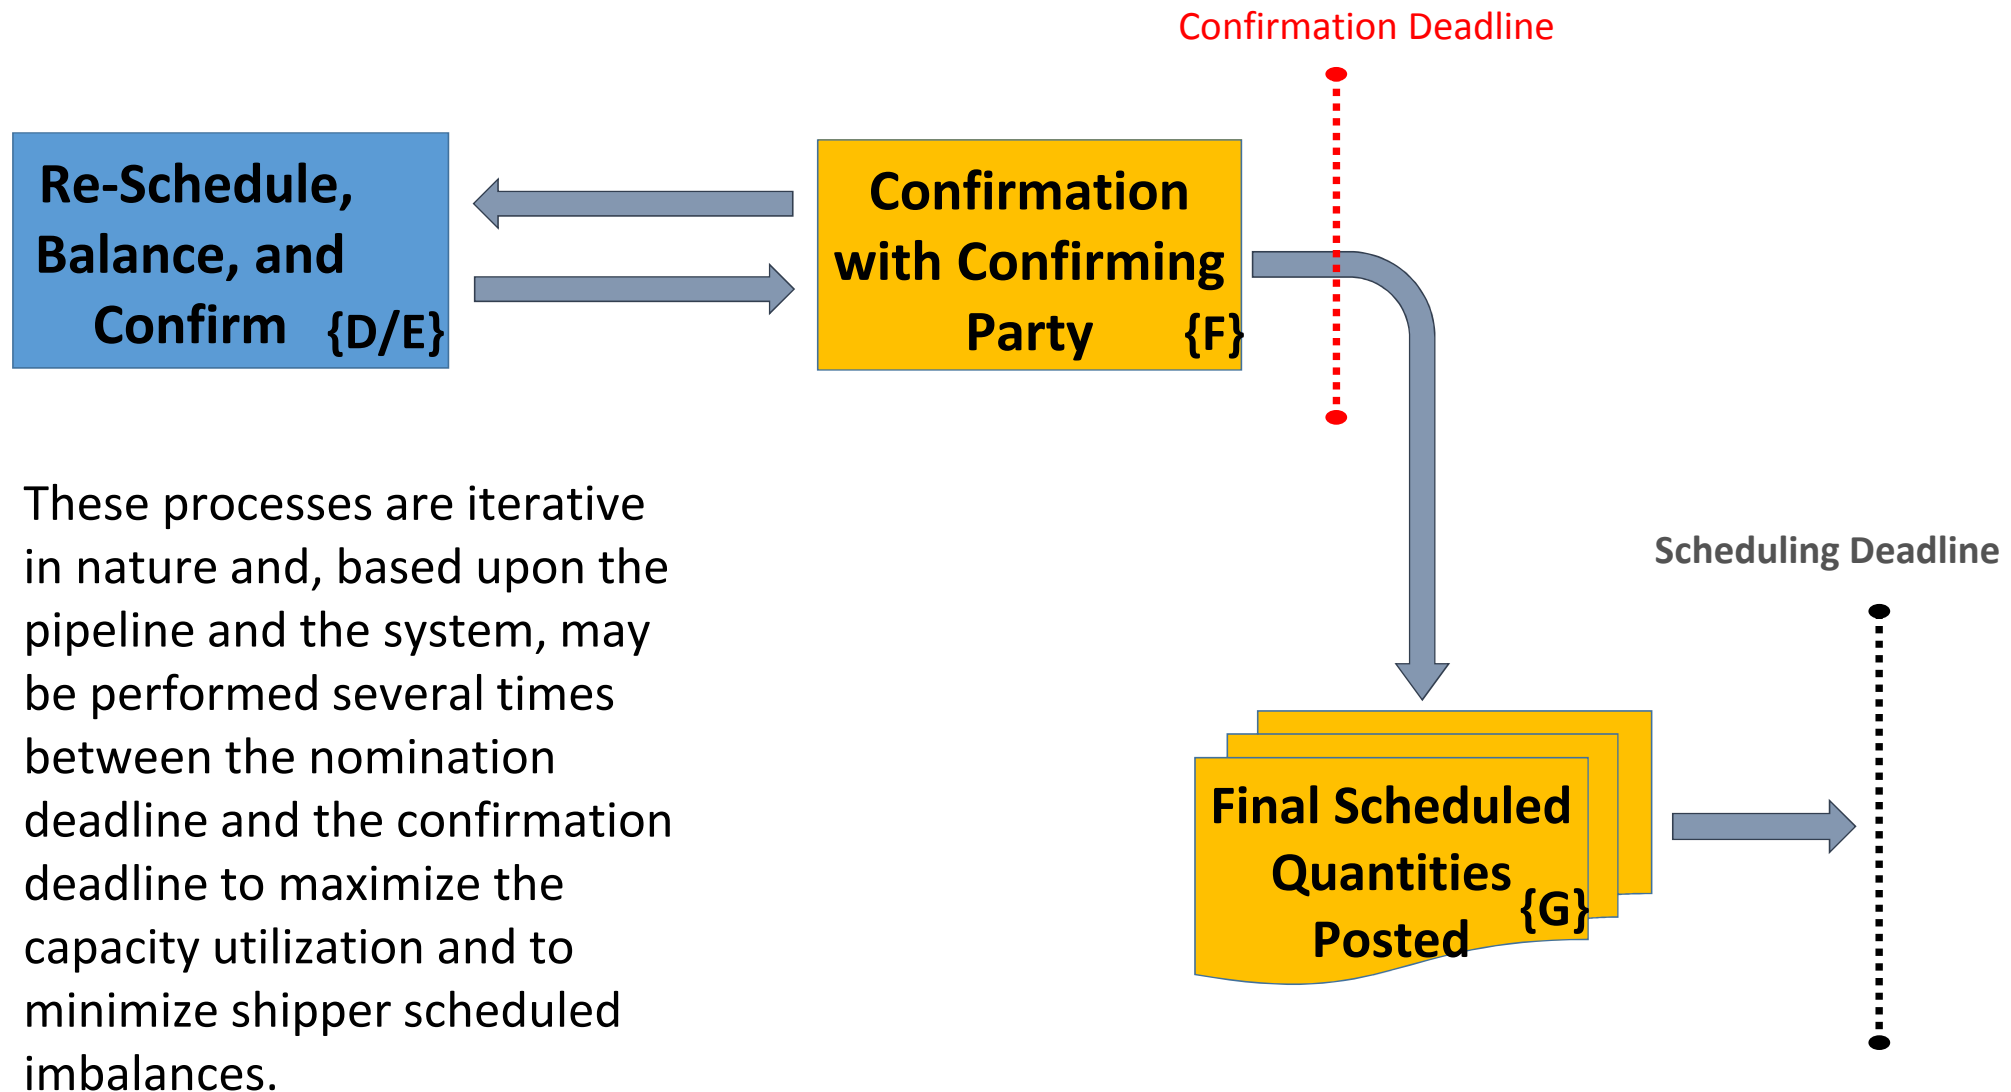 Confirmation Deadline
Re-Schedule,
Balance, and
Confirm {D/E}
Confirmation
with Confirming
Party {F}
These processes are iterative
in nature and, based upon the
pipeline and the system, may
be performed several times
between the nomination
deadline and the confirmation
deadline to maximize the
capacity utilization and to
minimize shipper scheduled
imbalances.
Scheduling Deadline
Final Scheduled
Quantities
{G}
Posted